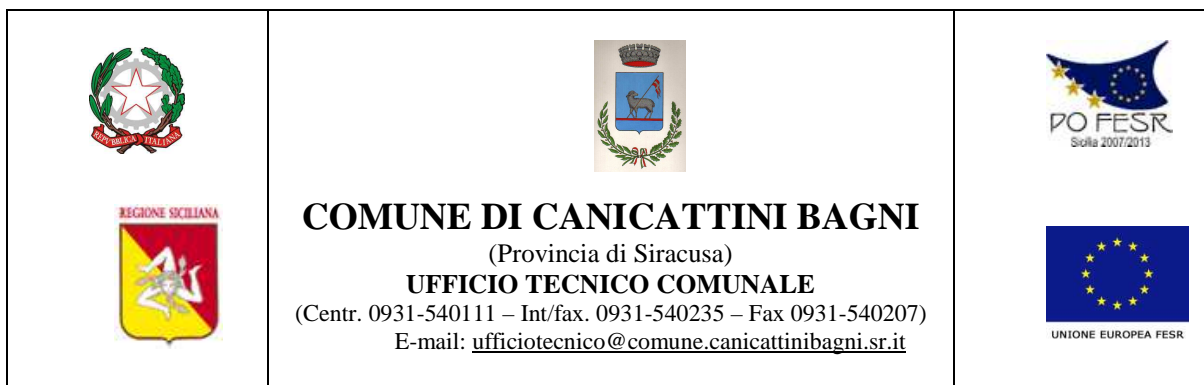 REPVBBLICA ITALIANA
REGIONE SICILIANA
COMUNE DI CANICATTINI BAGNI
(Provincia di Siracusa)
UFFICIO TECNICO COMUNALE
(Centr. 0931-540111 – Int/fax. 0931-540235 – Fax 0931-540207)
E-mail: ufficiotecnico@comune.canicattinibagni.sr.it
PO FESR
Sicilia 2007/2013
UNIONE EUROPEA FESR